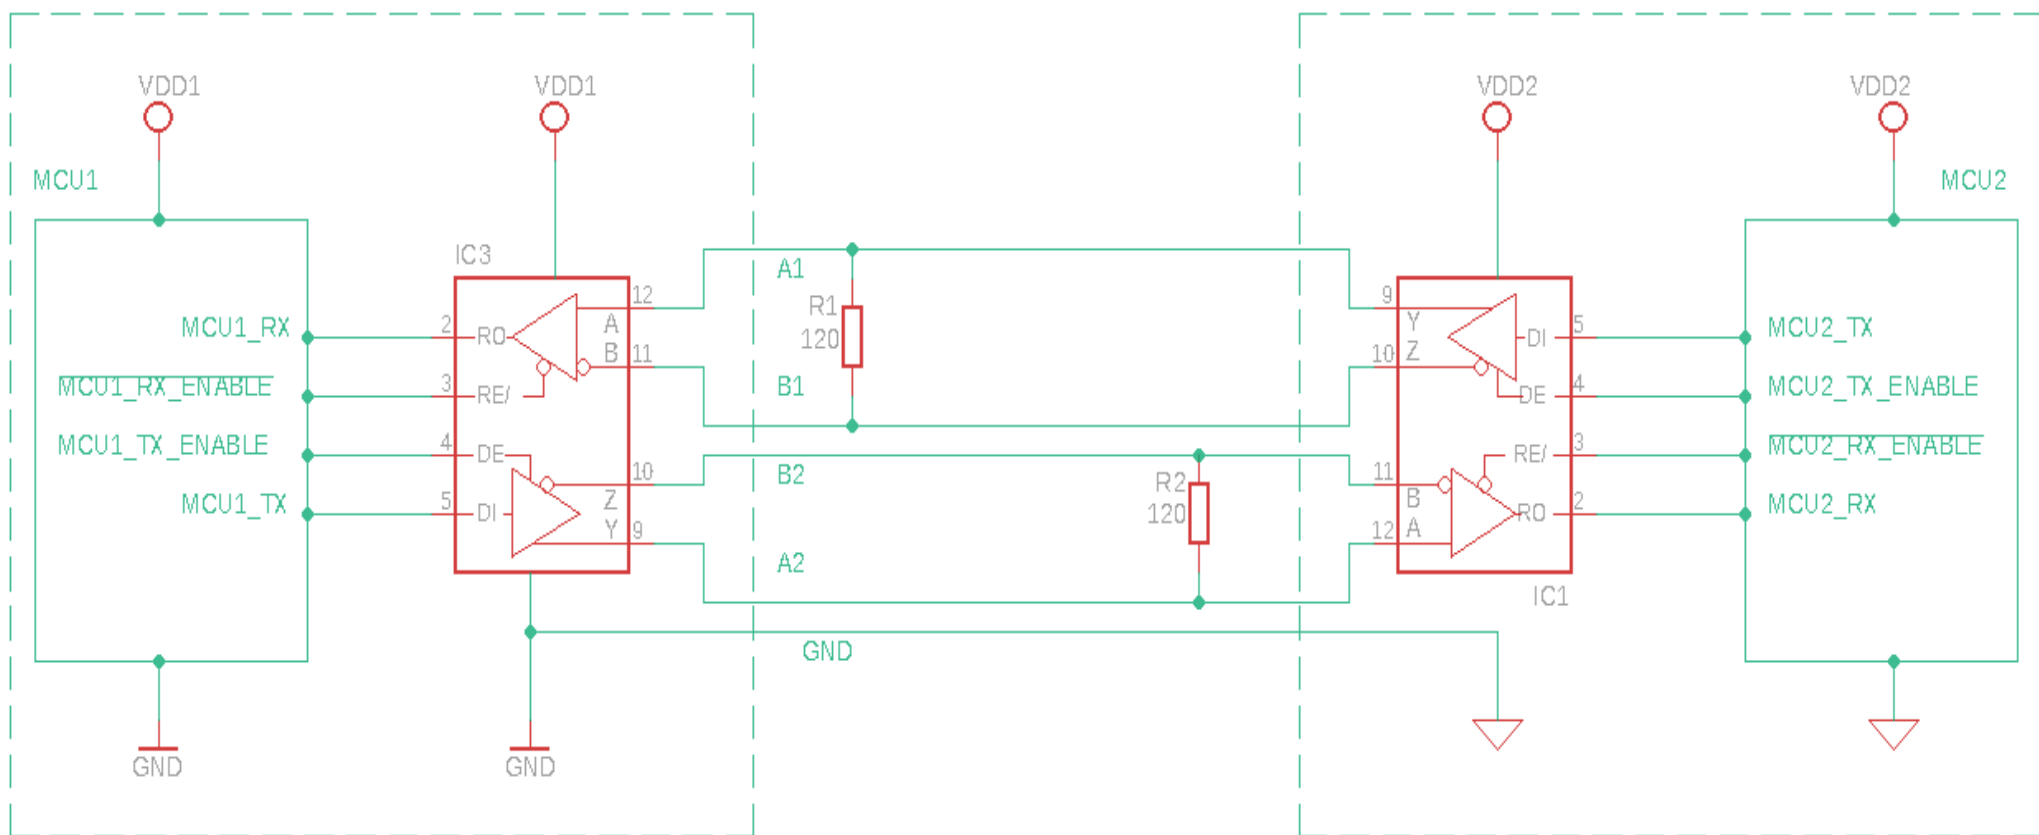 VDD1
VDD1
VDD2
VDD2
MCU1
MCU2
IC3
A1
12
9
R1
120
A
Y
MCU1_RX
2
RO
DI
5
MCU2_TX
B
11
10
Z
MCU1_RX_ENABLE
3
RE/
B1
DE
4
MCU2_TX_ENABLE
MCU1_TX_ENABLE
4
DE
RE/
3
MCU2_RX_ENABLE
10
B2
R2
120
11
Z
B
MCU1_TX
5
DI
RO
2
MCU2_RX
Y
9
12
A
A2
IC1
GND
GND
GND